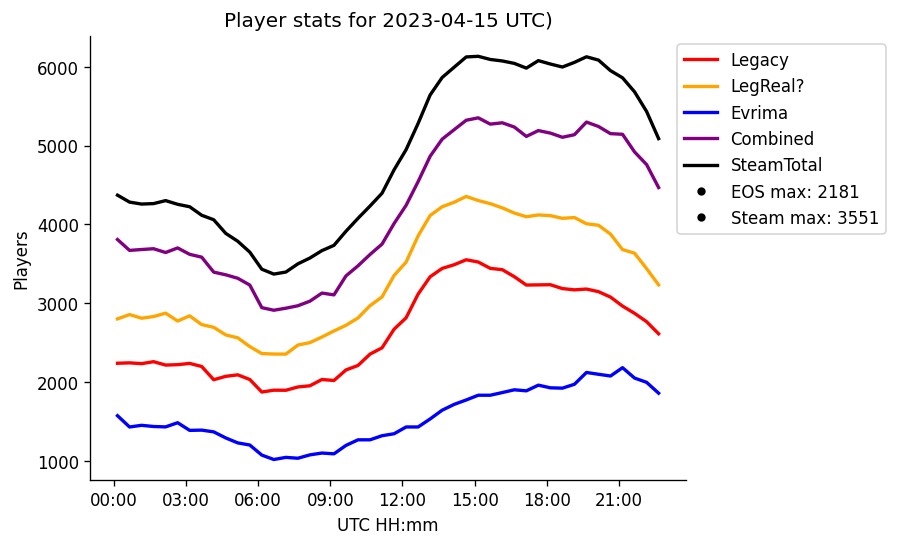 Player stats for 2023-04-15 UTC)
Legacy
LegReal?
Evrima
Combined
SteamTotal
EOS max: 2181
Steam max: 3551
Players
6000
5000
4000
3000
2000
1000
00:00 03:00 06:00 09:00 12:00 15:00 18:00 21:00
UTC HH:mm